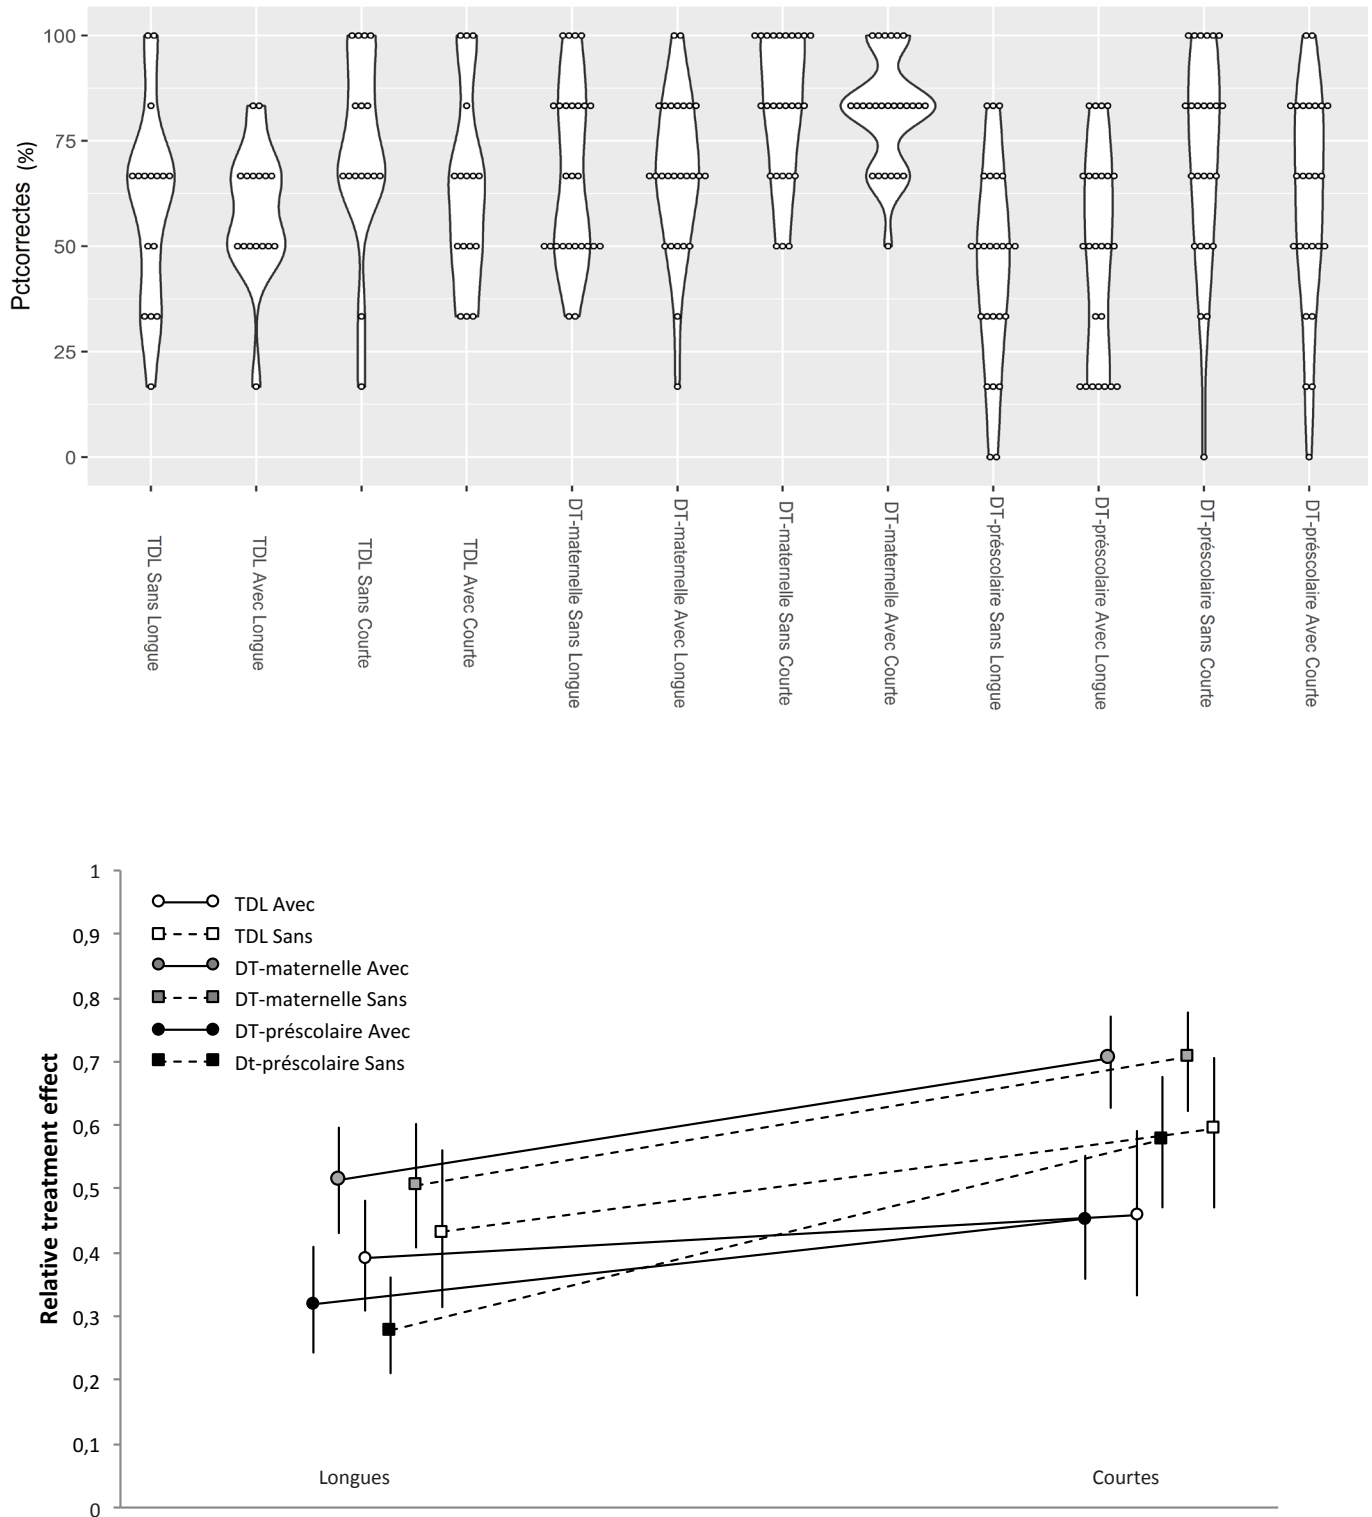 100
75
50
25
0
Pctcorrectes (%)
TDL Sans Longue
TDL Avec Longue
TDL Sans Courte
TDL Avec Courte
DT-maternelle Sans Longue
DT-maternelle Avec Longue
DT-maternelle Sans Courte
DT-maternelle Avec Courte
DT-préscolaire Sans Longue
DT-préscolaire Avec Longue
DT-préscolaire Sans Courte
DT-préscolaire Avec Courte
1
0,9
0,8
0,7
0,6
0,5
0,4
0,3
0,2
0,1
0
Relative treatment effect
TDL Avec
TDL Sans
DT-maternelle Avec
DT-maternelle Sans
DT-préscolaire Avec
Dt-préscolaire Sans
Longues
Courtes